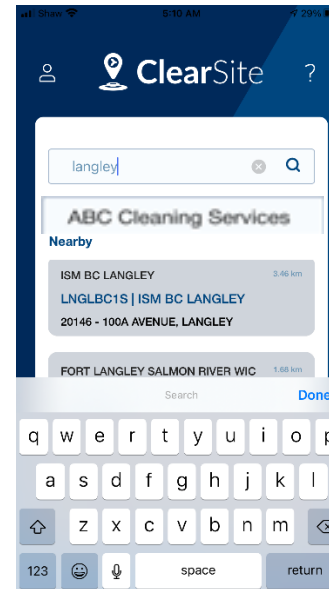 Shaw
6:10 AM
29%
ClearSite
?
langley
ABC Cleaning Services
Nearby
ISM BC LANGLEY 3.46 km
LNGLBC1S | ISM BC LANGLEY
20146 - 100A AVENUE, LANGLEY
FORT LANGLEY SALMON RIVER WIC 1.68 km
Search Done
q w e r t y u i o p
a s d f g h j k l
z x c v b n m
123 space return